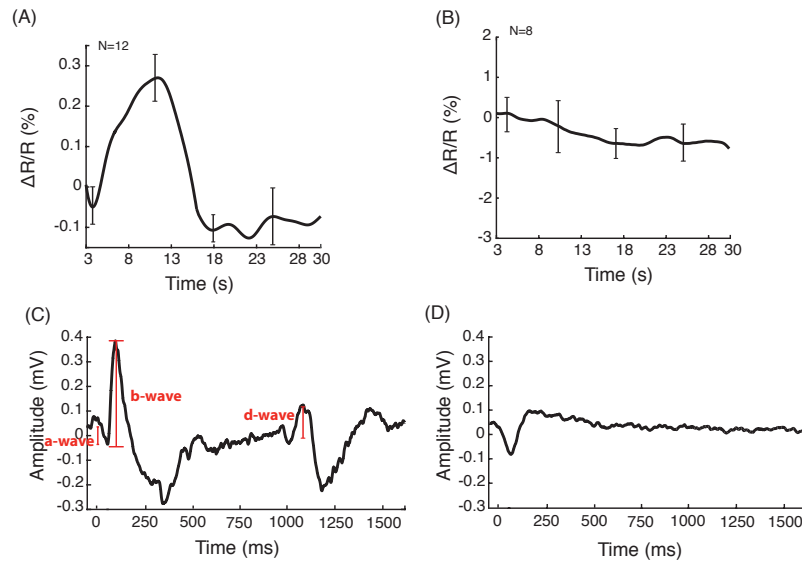 (A)
N=12
ΔR/R (%)
0.3
0.2
0
-0.1
3 8 13 18 23 28 30
Time (s)
(B)
N=8
ΔR/R (%)
2
1
0
-1
-2
-3
3 8 13 18 23 28 30
Time (s)
(C)
Amplitude (mV)
0.4
0.3
0.2
0.1
0
-0.1
-0.2
-0.3
b-wave
d-wave
a-wave
0 250 500 750 1000 1250 1500
Time (ms)
(D)
Amplitude (mV)
0.4
0.3
0.2
0.1
0
-0.1
-0.2
-0.3
0 250 500 750 1000 1250 1500
Time (ms)